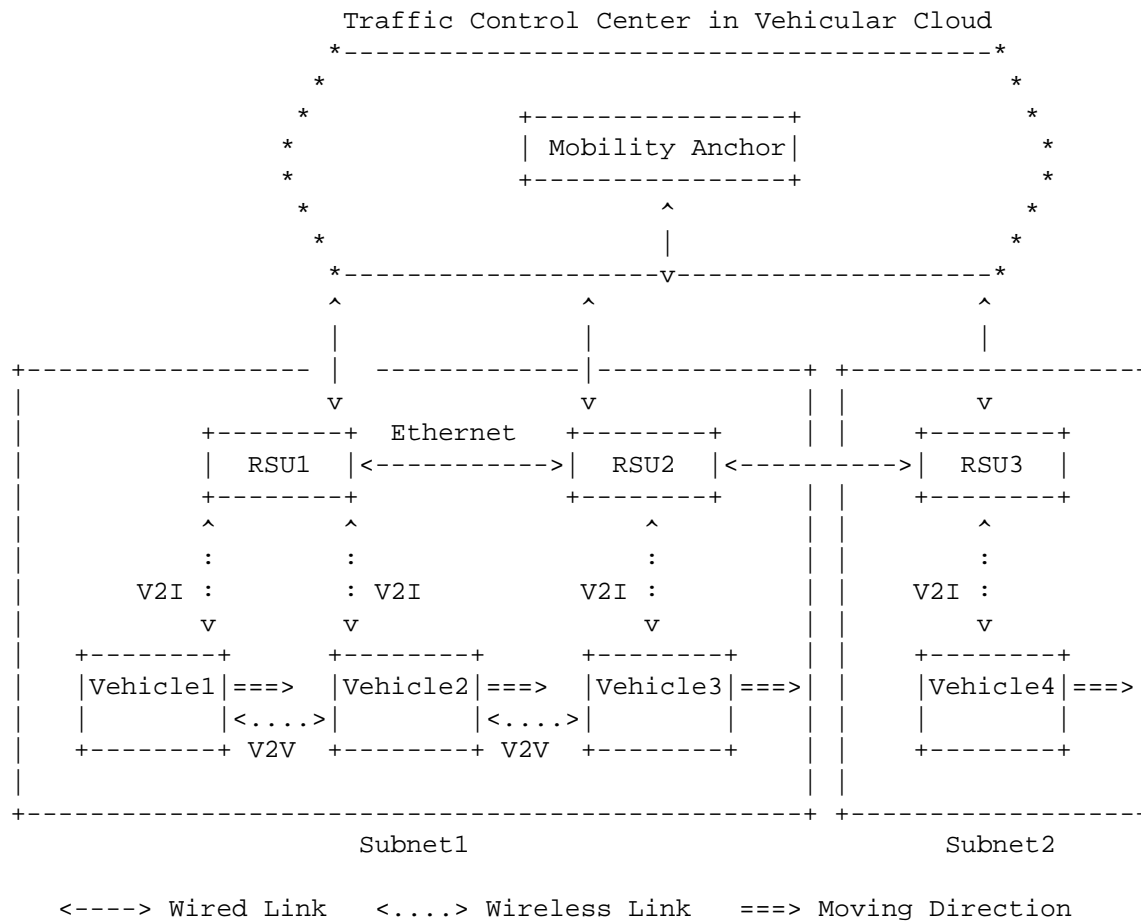 Traffic Control Center in Vehicular Cloud
Mobility Anchor
Ethernet
RSU1 RSU2 RSU3
V2I V2I V2I V2I
Vehicle1 ===> Vehicle2 ===> Vehicle3 ===> Vehicle4 ===>
<....> <....>
V2V V2V
Subnet1 Subnet2
<----> Wired Link <....> Wireless Link ===> Moving Direction